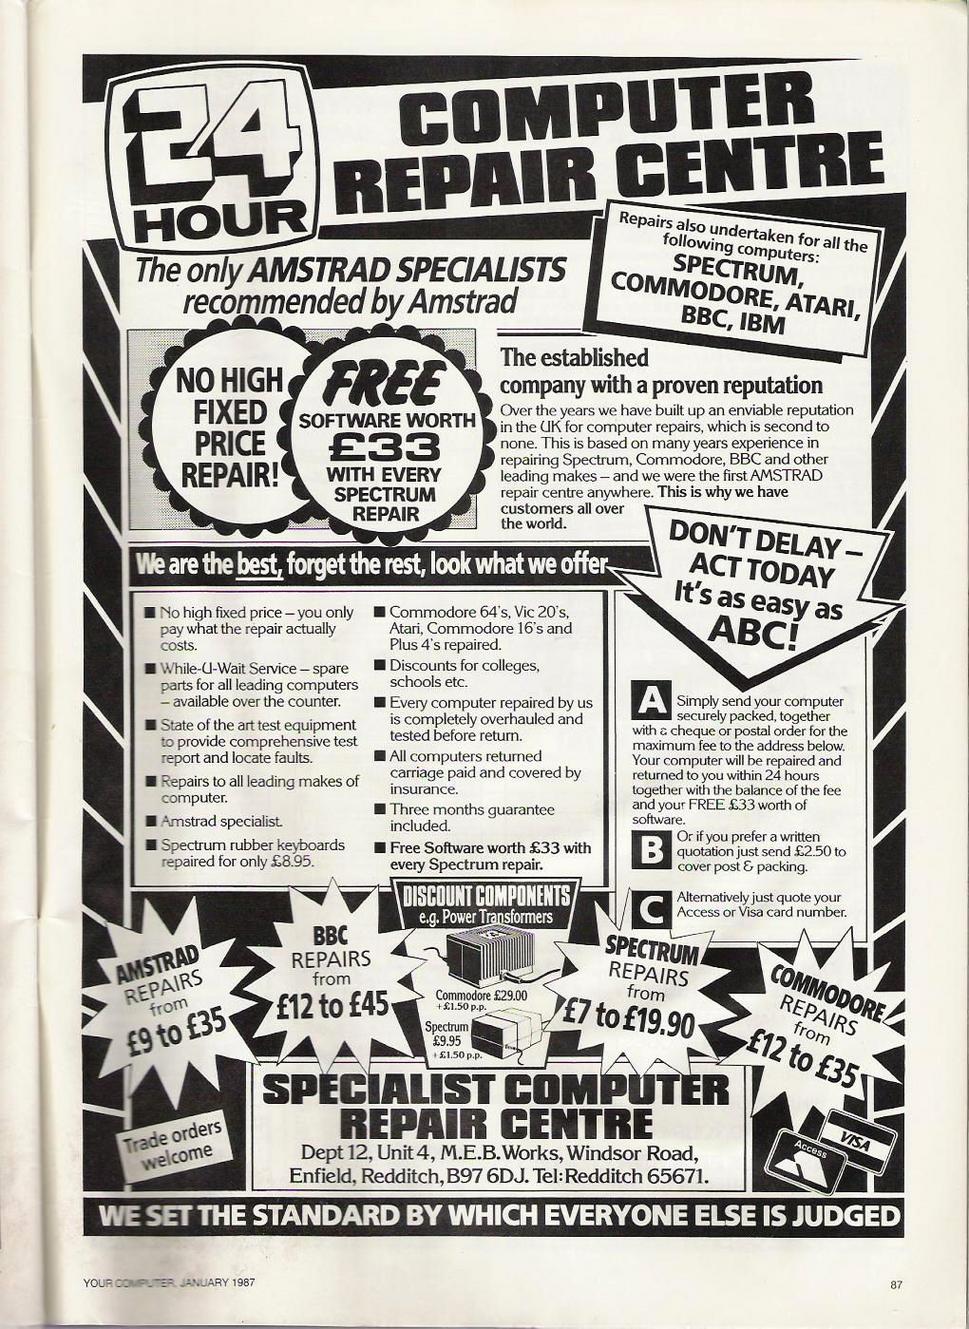 24
HOUR
COMPUTER
REPAIR CENTRE
Repairs also undertaken for all the
following computers:
SPECTRUM,
COMMODORE, ATARI,
BBC, IBM
The only AMSTRAD SPECIALISTS
recommended by Amstrad
NO HIGH
FIXED
PRICE
REPAIR!
FREE
SOFTWARE WORTH
£33
WITH EVERY
SPECTRUM
REPAIR
The established
company with a proven reputation
Over the years we have built up an enviable reputation
in the UK for computer repairs, which is second to
none. This is based on many years experience in
repairing Spectrum, Commodore, BBC and other
leading makes – and we were the first AMSTRAD
repair centre anywhere. This is why we have
customers all over
the world.
We are the best, forget the rest, look what we offer
DON'T DELAY –
ACT TODAY
It's as easy as
ABC!
■ No high fixed price – you only
pay what the repair actually
costs.
■ While-U-Wait Service – spare
parts for all leading computers
– available over the counter.
■ State of the art test equipment
to provide comprehensive test
report and locate faults.
■ Repairs to all leading makes of
computer.
■ Amstrad specialist.
■ Spectrum rubber keyboards
repaired for only £8.95.
■ Commodore 64's, Vic 20's,
Atari, Commodore 16's and
Plus 4's repaired.
■ Discounts for colleges,
schools etc.
■ Every computer repaired by us
is completely overhauled and
tested before return.
■ All computers returned
carriage paid and covered by
insurance.
■ Three months guarantee
included.
■ Free Software worth £33 with
every Spectrum repair.
A Simply send your computer
securely packed, together
with a cheque or postal order for the
maximum fee to the address below.
Your computer will be repaired and
returned to you within 24 hours
together with the balance of the fee
and your FREE £33 worth of
software.
B Or if you prefer a written
quotation just send £2.50 to
cover post & packing.
C Alternatively just quote your
Access or Visa card number.
AMSTRAD
REPAIRS
from
£9 to £35
BBC
REPAIRS
from
£12 to £45
DISCOUNT COMPONENTS
e.g. Power Transformers
Commodore £29.00
+£1.50 p.p.
Spectrum
£9.95
+£1.50 p.p.
SPECTRUM
REPAIRS
from
£7 to £19.90
COMMODORE
REPAIRS
from
£12 to £35
Trade orders
welcome
SPECIALIST COMPUTER
REPAIR CENTRE
Dept 12, Unit 4, M.E.B. Works, Windsor Road,
Enfield, Redditch, B97 6DJ. Tel: Redditch 65671.
Access
VISA
WE SET THE STANDARD BY WHICH EVERYONE ELSE IS JUDGED
YOUR COMPUTER, JANUARY 1987
87